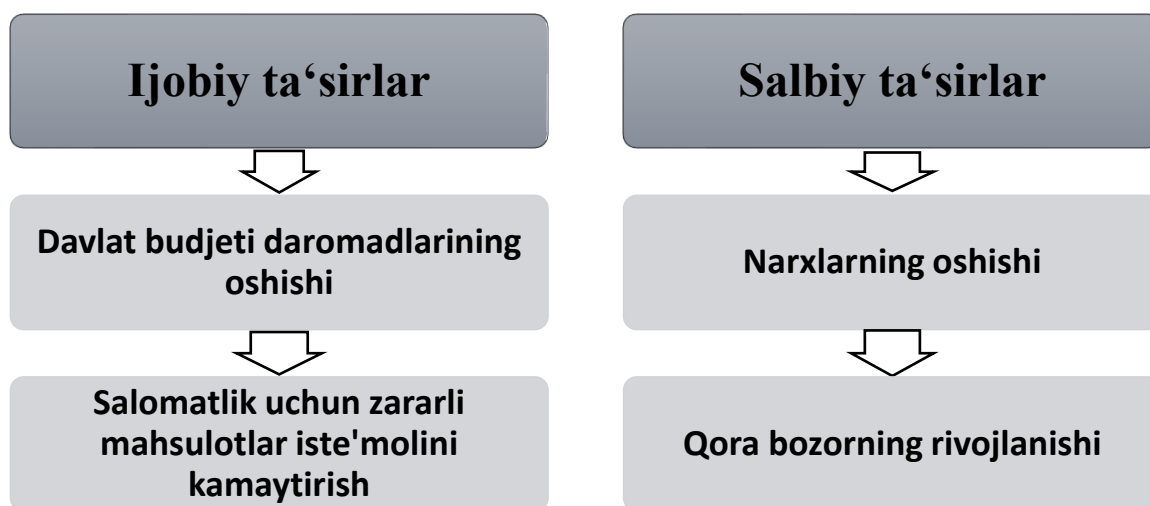 Ijobiy ta‘sirlar
Davlat budjeti daromadlarining
oshishi
Salomatlik uchun zararli
mahsulotlar iste'molini
kamaytirish
Salbiy ta‘sirlar
Narxlarning oshishi
Qora bozorning rivojlanishi